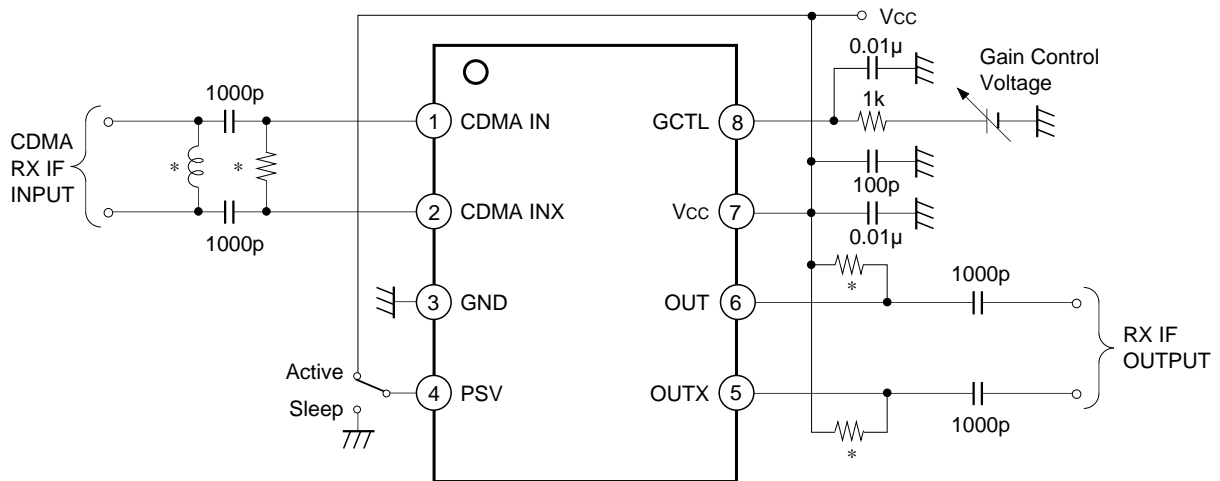 VCC
0.01µ
Gain Control
Voltage
1k
1000p
1 CDMA IN
GCTL 8
CDMA
RX IF
INPUT
*
*
100p
2 CDMA INX
VCC 7
1000p
0.01µ
*
1000p
3 GND
OUT 6
RX IF
OUTPUT
Active
4 PSV
OUTX 5
Sleep
1000p
*